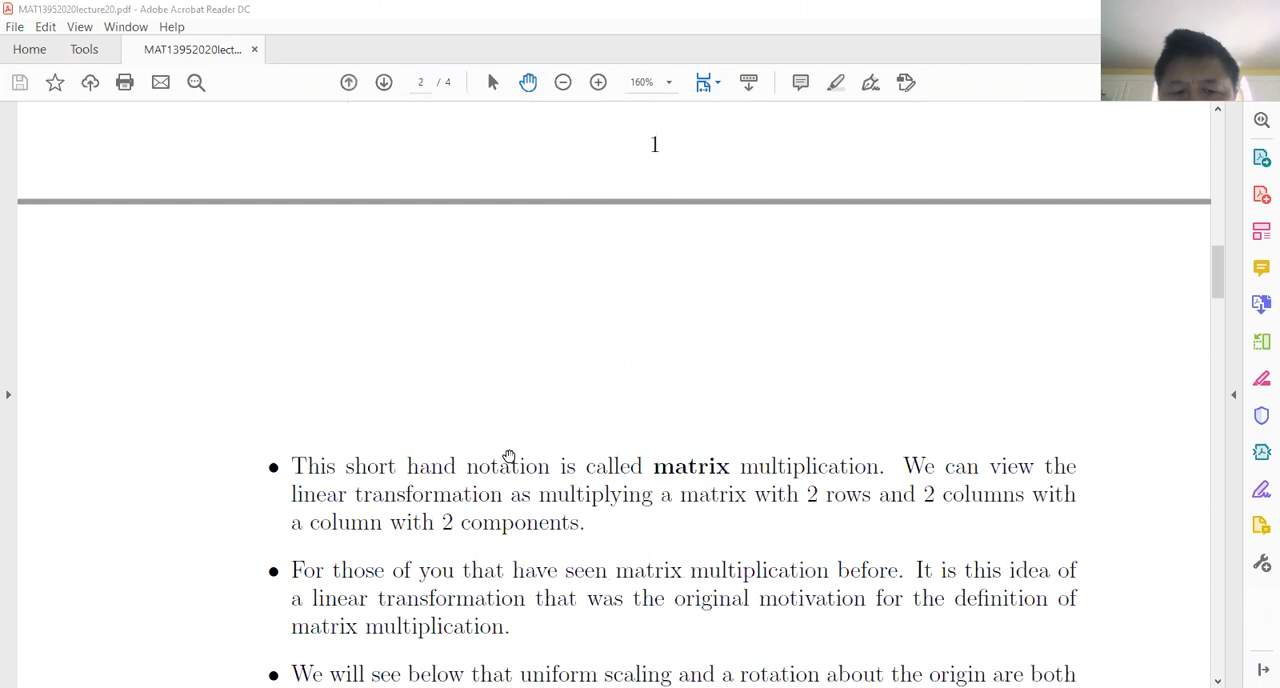 MAT13952020lecture20.pdf - Adobe Acrobat Reader DC
File Edit View Window Help
Home Tools MAT13952020lect... ×
2 / 4 160%
1
• This short hand notation is called matrix multiplication. We can view the
linear transformation as multiplying a matrix with 2 rows and 2 columns with
a column with 2 components.
• For those of you that have seen matrix multiplication before. It is this idea of
a linear transformation that was the original motivation for the definition of
matrix multiplication.
• We will see below that uniform scaling and a rotation about the origin are both